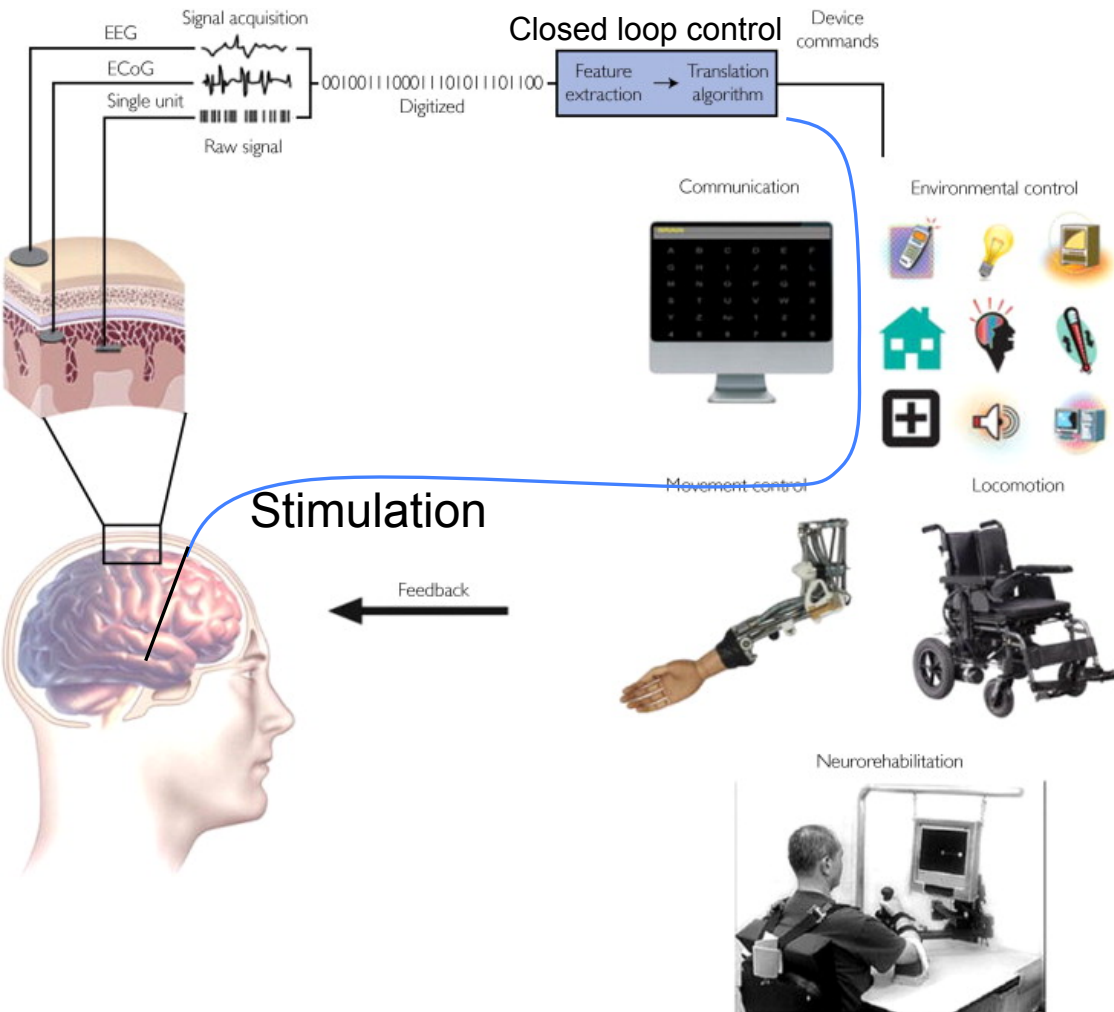 EEG
Signal acquisition
ECoG
Single unit
Raw signal
00100111000111010111101100
Digitized
Closed loop control
Feature extraction
Translation algorithm
Device
commands
Communication
Environmental control
A B C D E F
G H I J K L
M N O P Q R
S T U V W X
Movement control
Locomotion
Stimulation
Feedback
Neurorehabilitation